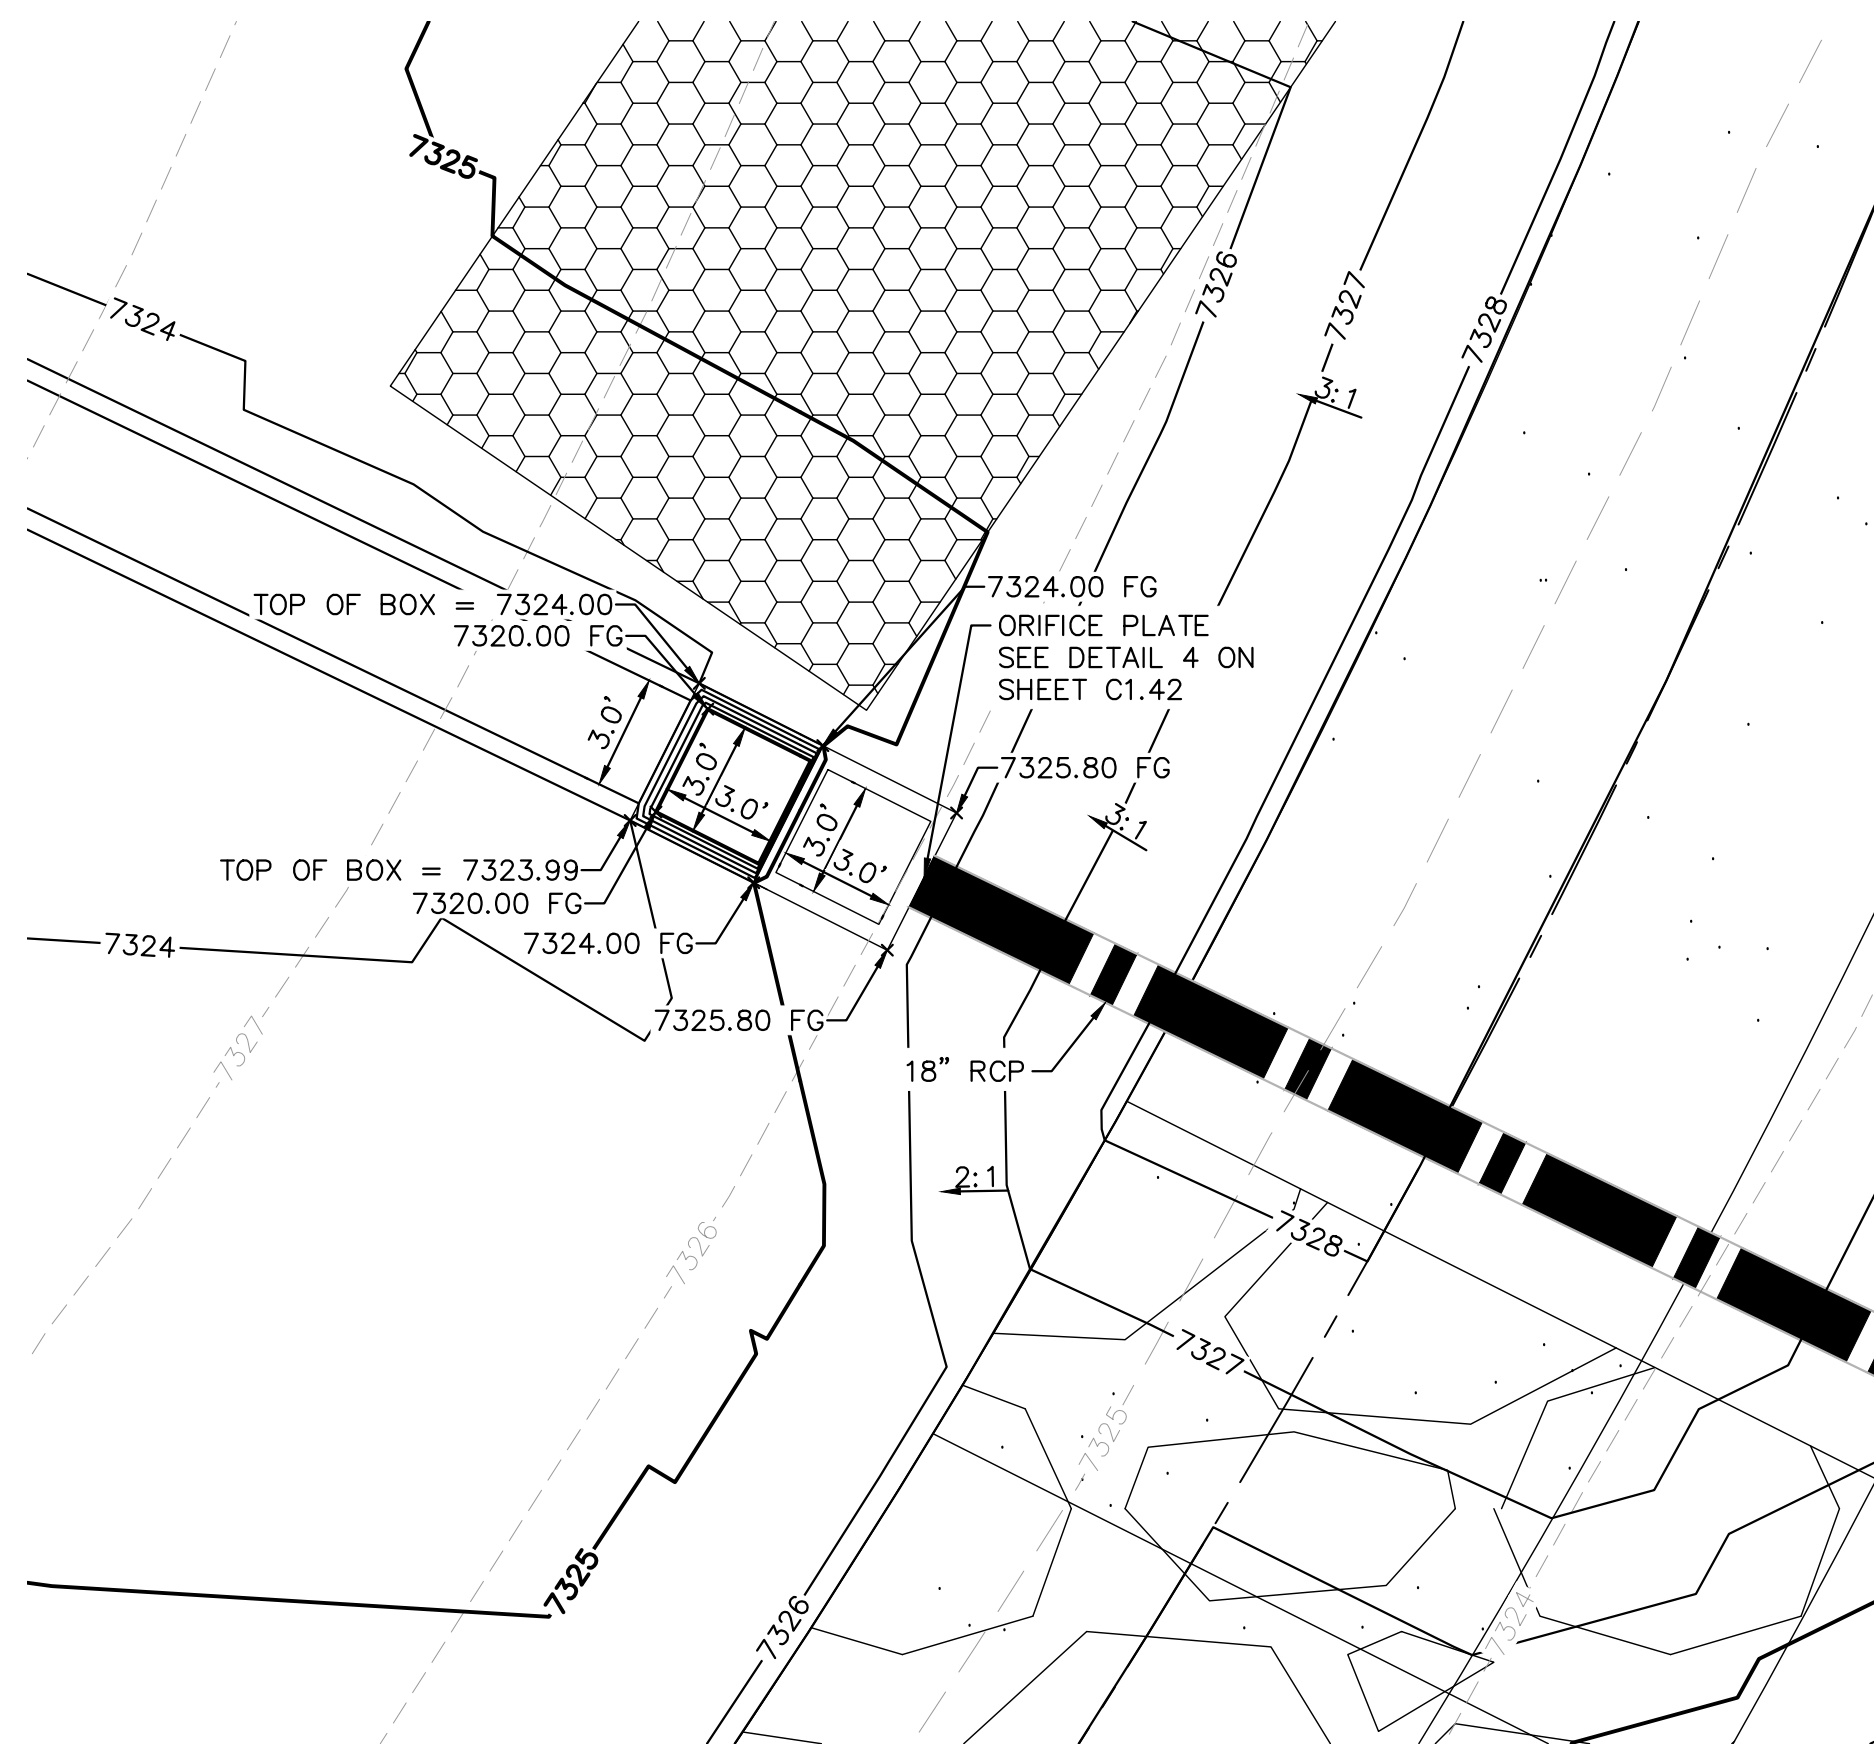 7325
7324
7326
7327
7328
3:1
TOP OF BOX = 7324.00
7320.00 FG
7324.00 FG
ORIFICE PLATE
SEE DETAIL 4 ON
SHEET C1.42
3.0'
3.0'
3.0'
3.0'
3.0'
7325.80 FG
3:1
TOP OF BOX = 7323.99
7320.00 FG
7324.00 FG
7324
7325.80 FG
7327
18" RCP
2:1
7326
7328
7327
7325
7325
7326
7324